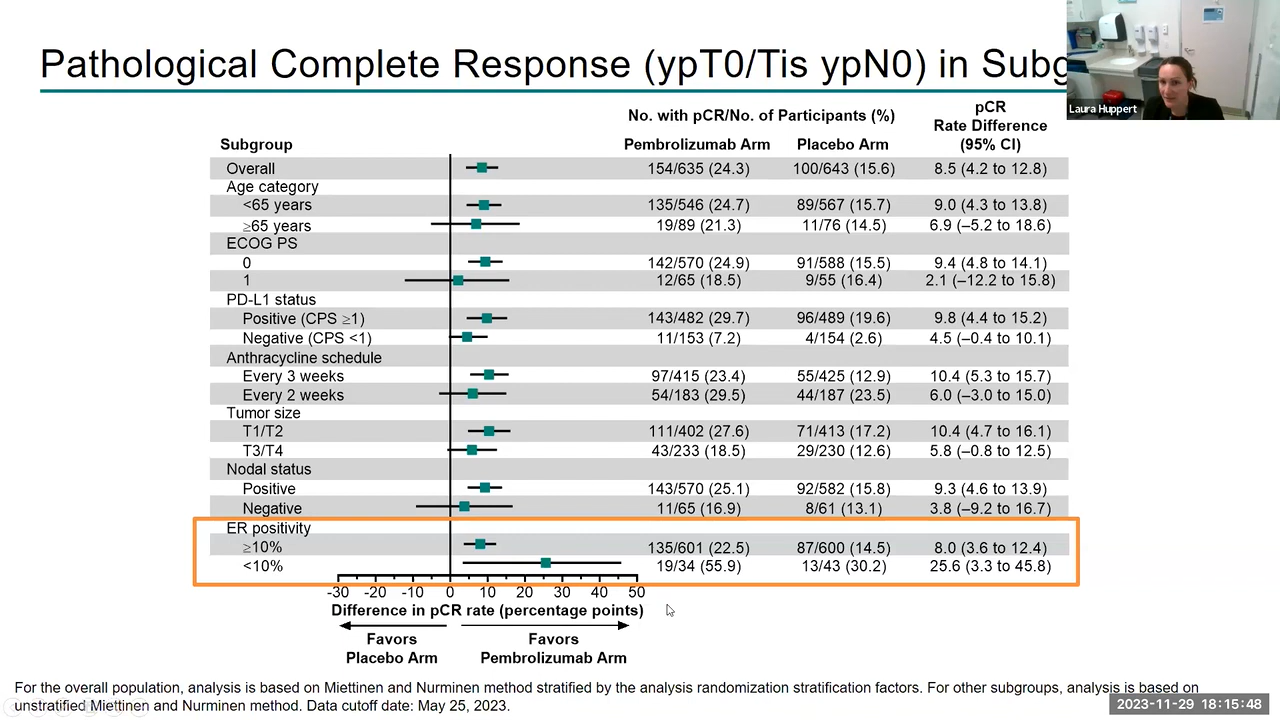 Pathological Complete Response (ypT0/Tis ypN0) in Subg
Laura Huppert
No. with pCR/No. of Participants (%)
pCR
Rate Difference
(95% CI)
Subgroup
Pembrolizumab Arm
Placebo Arm
Overall 154/635 (24.3) 100/643 (15.6) 8.5 (4.2 to 12.8)
Age category
<65 years 135/546 (24.7) 89/567 (15.7) 9.0 (4.3 to 13.8)
≥65 years 19/89 (21.3) 11/76 (14.5) 6.9 (–5.2 to 18.6)
ECOG PS
0 142/570 (24.9) 91/588 (15.5) 9.4 (4.8 to 14.1)
1 12/65 (18.5) 9/55 (16.4) 2.1 (–12.2 to 15.8)
PD-L1 status
Positive (CPS ≥1) 143/482 (29.7) 96/489 (19.6) 9.8 (4.4 to 15.2)
Negative (CPS <1) 11/153 (7.2) 4/154 (2.6) 4.5 (–0.4 to 10.1)
Anthracycline schedule
Every 3 weeks 97/415 (23.4) 55/425 (12.9) 10.4 (5.3 to 15.7)
Every 2 weeks 54/183 (29.5) 44/187 (23.5) 6.0 (–3.0 to 15.0)
Tumor size
T1/T2 111/402 (27.6) 71/413 (17.2) 10.4 (4.7 to 16.1)
T3/T4 43/233 (18.5) 29/230 (12.6) 5.8 (–0.8 to 12.5)
Nodal status
Positive 143/570 (25.1) 92/582 (15.8) 9.3 (4.6 to 13.9)
Negative 11/65 (16.9) 8/61 (13.1) 3.8 (–9.2 to 16.7)
ER positivity
≥10% 135/601 (22.5) 87/600 (14.5) 8.0 (3.6 to 12.4)
<10% 19/34 (55.9) 13/43 (30.2) 25.6 (3.3 to 45.8)
-30 -20 -10 0 10 20 30 40 50
Difference in pCR rate (percentage points)
Favors
Placebo Arm
Favors
Pembrolizumab Arm
For the overall population, analysis is based on Miettinen and Nurminen method stratified by the analysis randomization stratification factors. For other subgroups, analysis is based on
unstratified Miettinen and Nurminen method. Data cutoff date: May 25, 2023.
2023-11-29 18:15:48